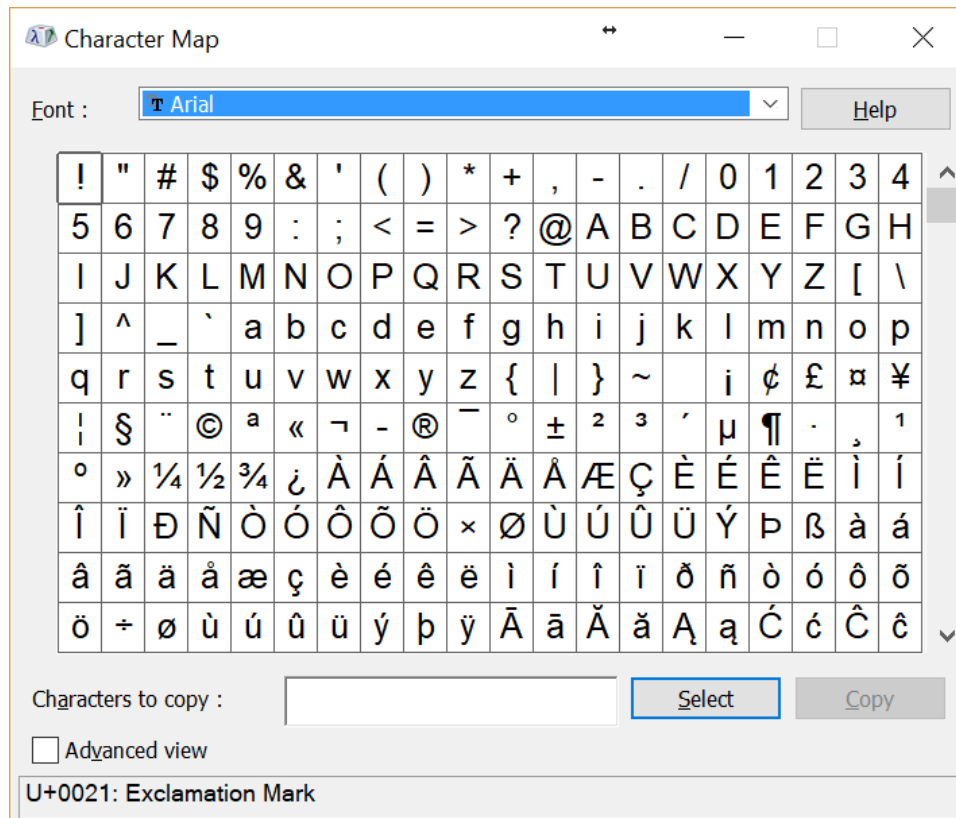 Character Map
Font : Arial Help
! " # $ % & ' ( ) * + , - . / 0 1 2 3 4
5 6 7 8 9 : ; < = > ? @ A B C D E F G H
I J K L M N O P Q R S T U V W X Y Z [ \
] ^ _ ` a b c d e f g h i j k l m n o p
q r s t u v w x y z { | } ~   ¡ ¢ £ ¤ ¥
¦ § ¨ © ª « ¬ - ® ¯ ° ± ² ³ ´ µ ¶ · ¸ ¹
º » ¼ ½ ¾ ¿ À Á Â Ã Ä Å Æ Ç È É Ê Ë Ì Í
Î Ï Ð Ñ Ò Ó Ô Õ Ö × Ø Ù Ú Û Ü Ý Þ ß à á
â ã ä å æ ç è é ê ë ì í î ï ð ñ ò ó ô õ
ö ÷ ø ù ú û ü ý þ ÿ Ā ā Ă ă Ą ą Ć ć Ĉ ĉ
Characters to copy : Select Copy
Advanced view
U+0021: Exclamation Mark